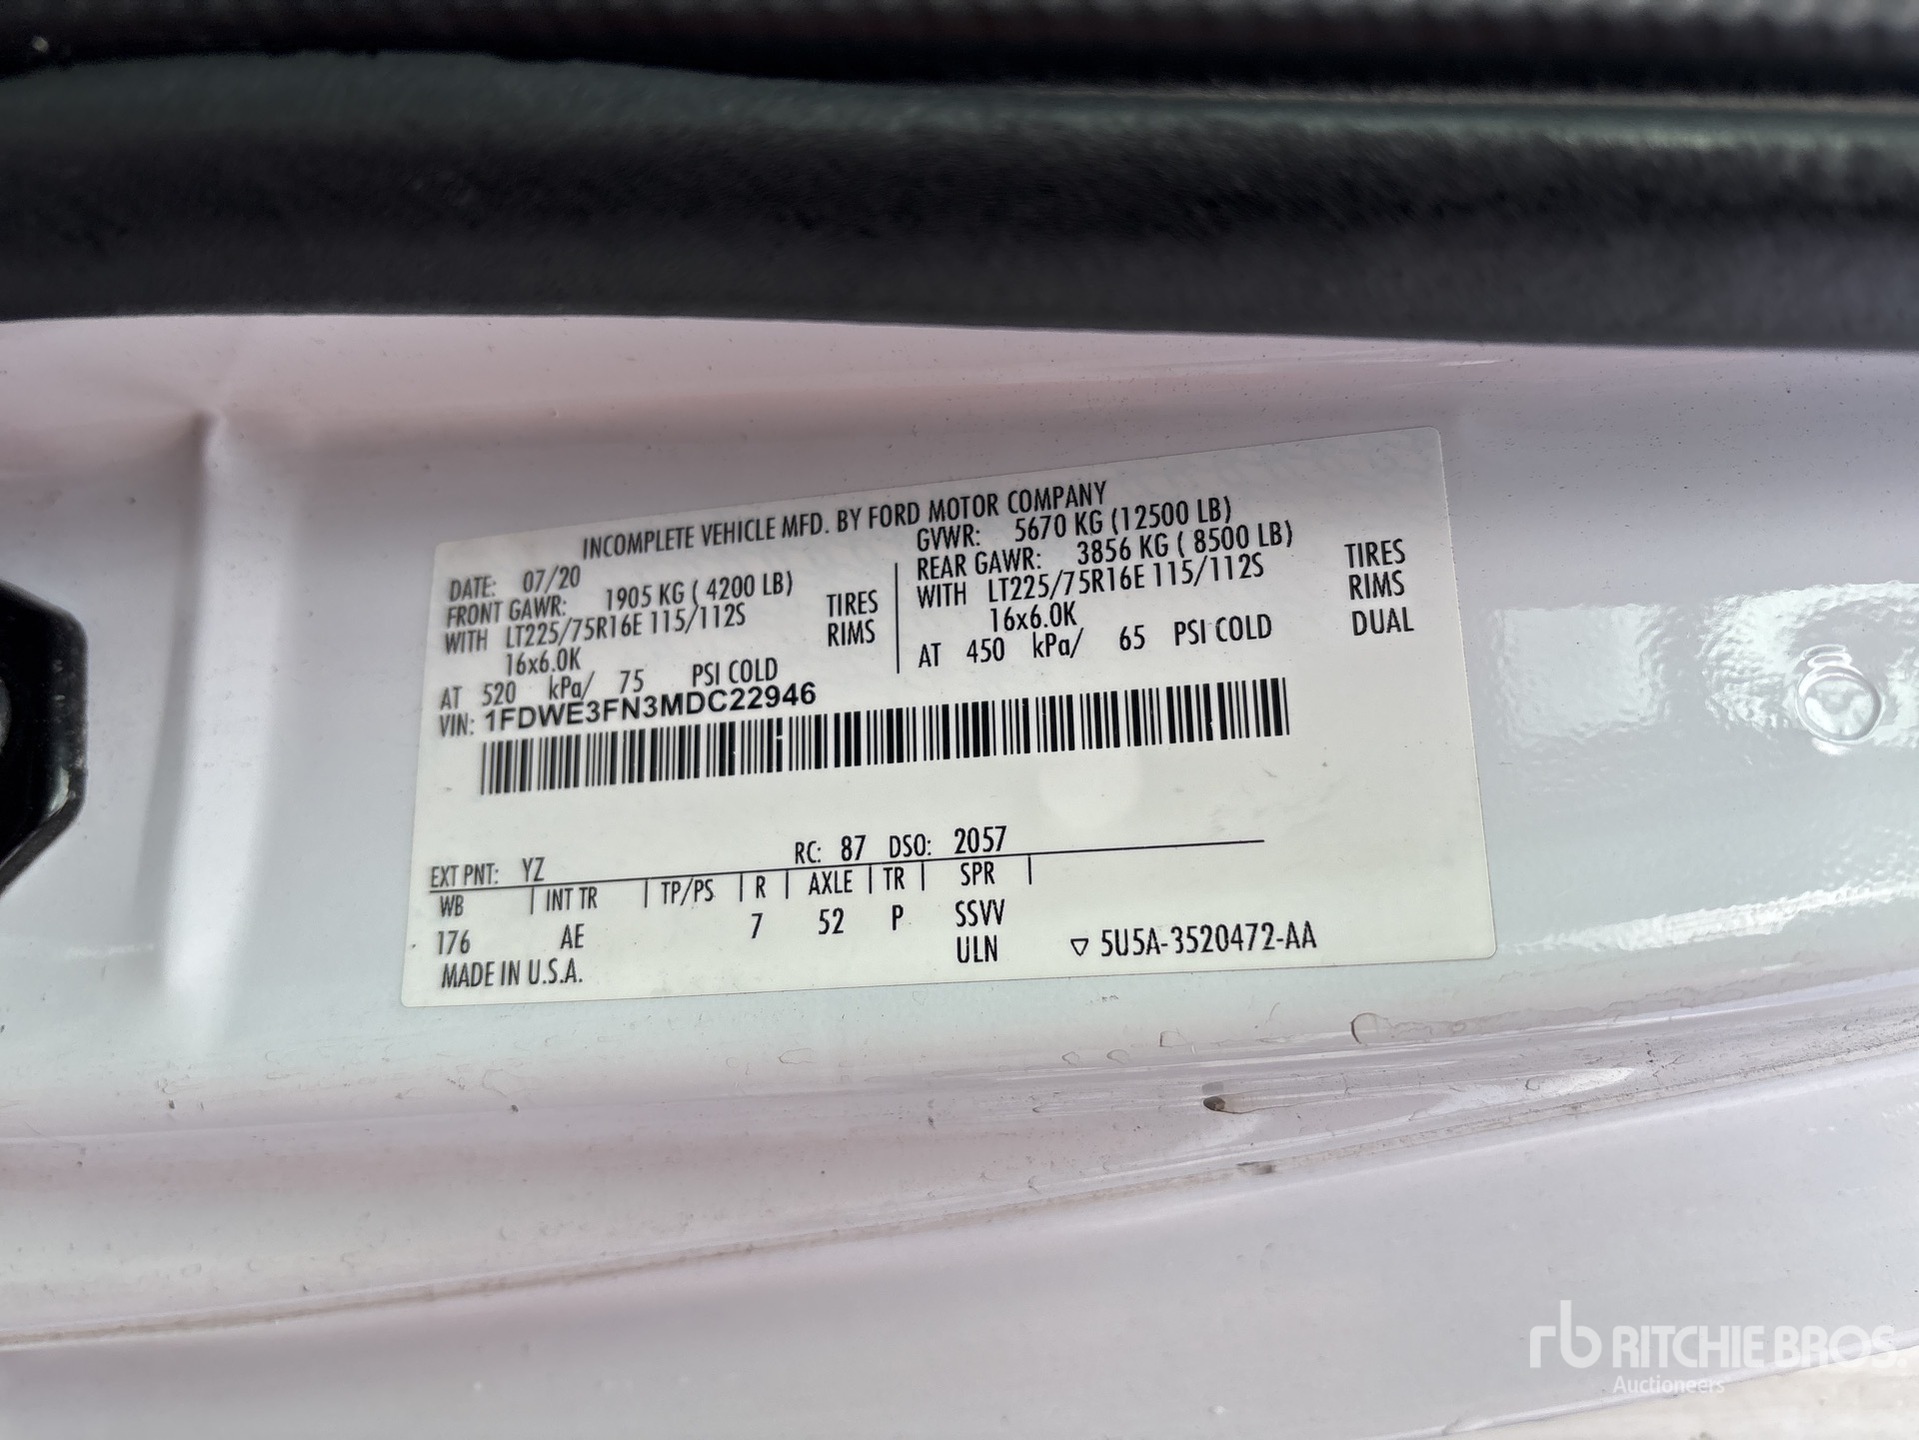 INCOMPLETE VEHICLE MFD. BY FORD MOTOR COMPANY
DATE: 07/20 GVWR: 5670 KG (12500 LB)
FRONT GAWR: 1905 KG ( 4200 LB) REAR GAWR: 3856 KG ( 8500 LB)
WITH LT225/75R16E 115/112S TIRES WITH LT225/75R16E 115/112S TIRES
16x6.0K RIMS 16x6.0K RIMS
AT 520 kPa/ 75 PSI COLD AT 450 kPa/ 65 PSI COLD DUAL
VIN: 1FDWE3FN3MDC22946
EXT PNT: YZ RC: 87 DSO: 2057
WB INT TR TP/PS R AXLE TR SPR
176 AE 7 52 P SSVV
ULN ▽ 5U5A-3520472-AA
MADE IN U.S.A.
rb RITCHIE BROS.
Auctioneers